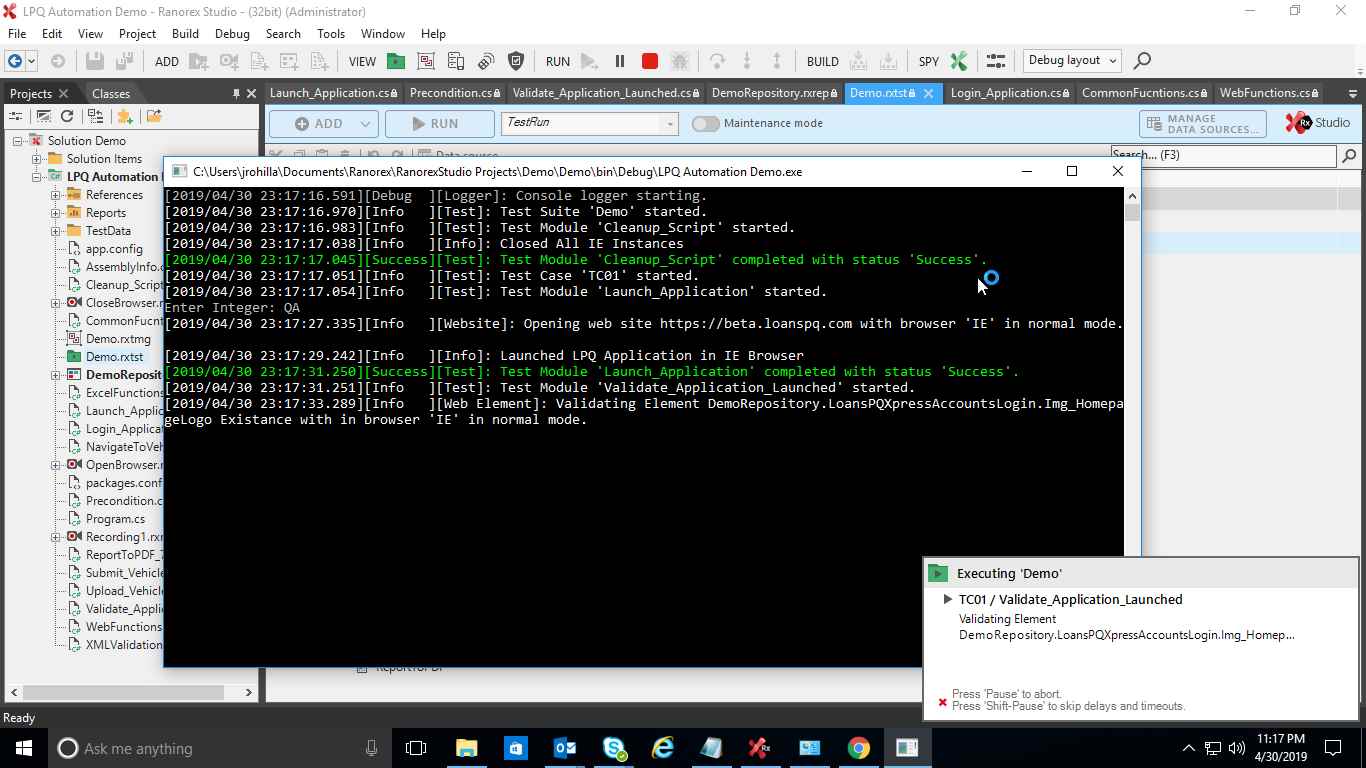 LPQ Automation Demo - Ranorex Studio - (32bit) (Administrator)
File Edit View Project Build Debug Search Tools Window Help
ADD VIEW RUN BUILD SPY Debug layout
Projects Classes
Launch_Application.cs Precondition.cs Validate_Application_Launched.cs DemoRepository.rxrep Demo.rxtst Login_Application.cs CommonFucntions.cs WebFunctions.cs
ADD RUN TestRun Maintenance mode MANAGE DATA SOURCES... Rx Studio
Data source
Search... (F3)
Solution Demo
Solution Items
LPQ Automation
References
Reports
TestData
app.config
AssemblyInfo.c
Cleanup_Script
CloseBrowser.r
CommonFucnt
Demo.rxtmg
Demo.rxtst
DemoReposit
ExcelFunctions
Launch_Applic
Login_Applicat
NavigateToVeh
OpenBrowser.r
packages.conf
Precondition.c
Program.cs
Recording1.rxr
ReportToPDF_
Submit_Vehicle
Upload_Vehicl
Validate_Appli
WebFunctions
XMLValidation
C:\Users\jrohilla\Documents\Ranorex\RanorexStudio Projects\Demo\Demo\bin\Debug\LPQ Automation Demo.exe
[2019/04/30 23:17:16.591][Debug  ][Logger]: Console logger starting.
[2019/04/30 23:17:16.970][Info   ][Test]: Test Suite 'Demo' started.
[2019/04/30 23:17:16.983][Info   ][Test]: Test Module 'Cleanup_Script' started.
[2019/04/30 23:17:17.038][Info   ][Info]: Closed All IE Instances
[2019/04/30 23:17:17.045][Success][Test]: Test Module 'Cleanup_Script' completed with status 'Success'.
[2019/04/30 23:17:17.051][Info   ][Test]: Test Case 'TC01' started.
[2019/04/30 23:17:17.054][Info   ][Test]: Test Module 'Launch_Application' started.
Enter Integer: QA
[2019/04/30 23:17:27.335][Info   ][Website]: Opening web site https://beta.loanspq.com with browser 'IE' in normal mode.
[2019/04/30 23:17:29.242][Info   ][Info]: Launched LPQ Application in IE Browser
[2019/04/30 23:17:31.250][Success][Test]: Test Module 'Launch_Application' completed with status 'Success'.
[2019/04/30 23:17:31.251][Info   ][Test]: Test Module 'Validate_Application_Launched' started.
[2019/04/30 23:17:33.289][Info   ][Web Element]: Validating Element DemoRepository.LoansPQXpressAccountsLogin.Img_Homepa
geLogo Existance with in browser 'IE' in normal mode.
Executing 'Demo'
TC01 / Validate_Application_Launched
Validating Element
DemoRepository.LoansPQXpressAccountsLogin.Img_Homep...
Press 'Pause' to abort.
Press 'Shift-Pause' to skip delays and timeouts.
Ready
Ask me anything
11:17 PM
4/30/2019